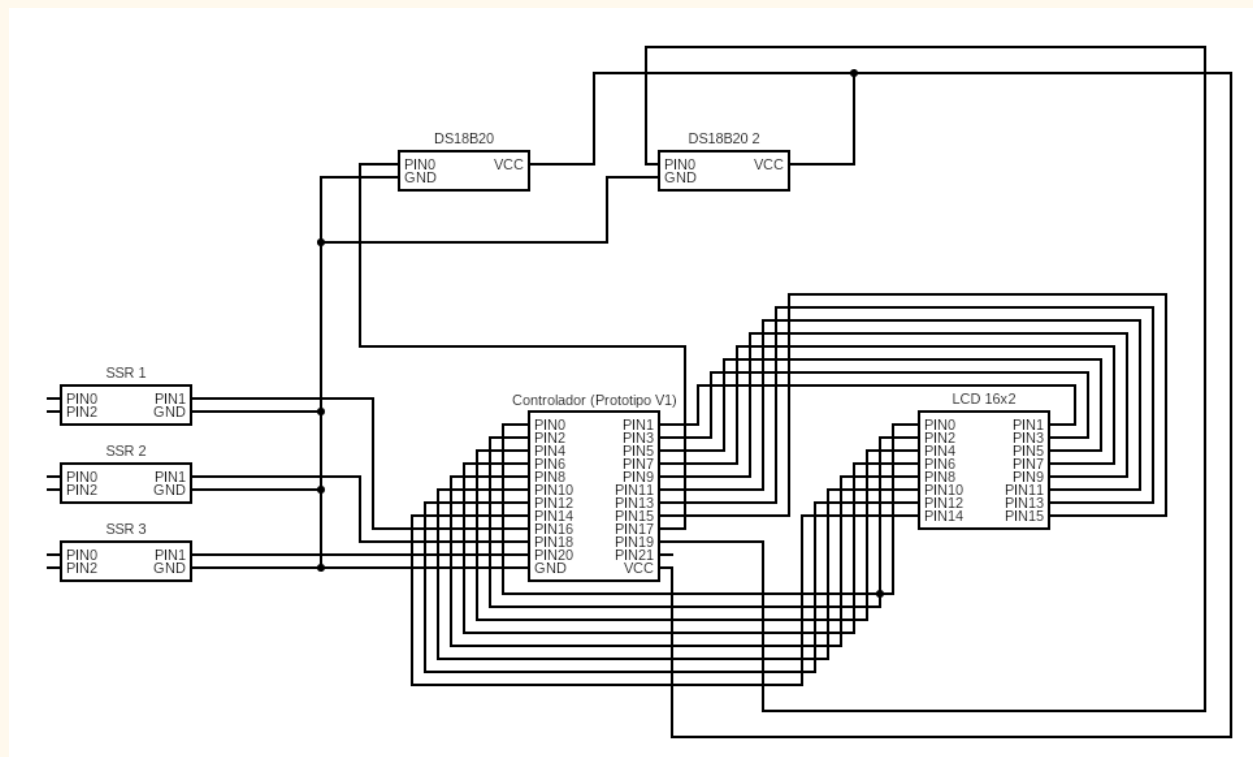 DS18B20
PIN0 VCC
GND
DS18B20 2
PIN0 VCC
GND
SSR 1
PIN0 PIN1
PIN2 GND
SSR 2
PIN0 PIN1
PIN2 GND
SSR 3
PIN0 PIN1
PIN2 GND
Controlador (Prototipo V1)
PIN0 PIN1
PIN2 PIN3
PIN4 PIN5
PIN6 PIN7
PIN8 PIN9
PIN10 PIN11
PIN12 PIN13
PIN14 PIN15
PIN16 PIN17
PIN18 PIN19
PIN20 PIN21
GND VCC
LCD 16x2
PIN0 PIN1
PIN2 PIN3
PIN4 PIN5
PIN6 PIN7
PIN8 PIN9
PIN10 PIN11
PIN12 PIN13
PIN14 PIN15